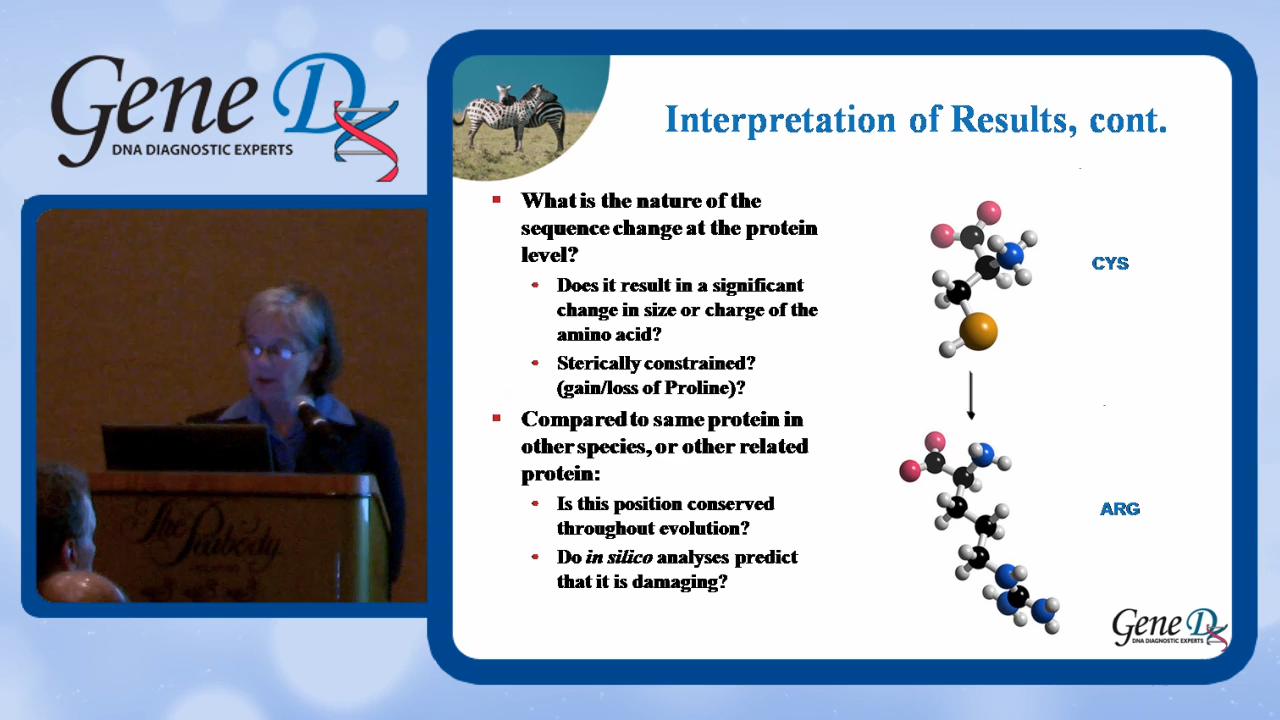 Gene Dx
DNA DIAGNOSTIC EXPERTS
Interpretation of Results, cont.
What is the nature of the
sequence change at the protein
level?
Does it result in a significant
change in size or charge of the
amino acid?
Sterically constrained?
(gain/loss of Proline)?
Compared to same protein in
other species, or other related
protein:
Is this position conserved
throughout evolution?
Do in silico analyses predict
that it is damaging?
CYS
ARG
The
Peabody
Gene Dx
DNA DIAGNOSTIC EXPERTS